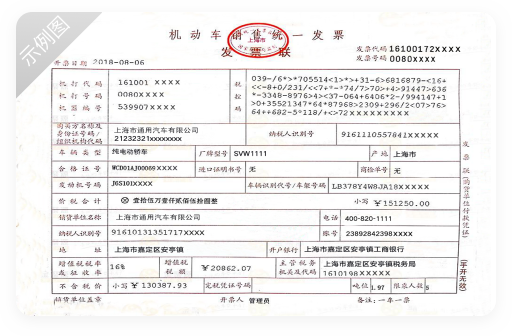 示例图
机动车销售统一发票
发票联
上海市
开票日期 2018-08-06
发票代码 16100172XXXX
发票号码 0080XXXX
机打代码 161001 XXXX
机打号码 0080XXXX
机器编号 539907XXXX
税控码
039-/6*>*705514<1>*>+31-6>6816879-<16+
<<-8+0/231/<<7+-=*74/7>70>+4>91447>636
*-3348-8976>4><37-064+6406*2-/994147+1
>0+35521347*64+87968>2309+296/2<07>76>
64++682-5*118/+<>72XXXXXXXXX
购买方名称及身份证号码/组织机构代码
上海市通用汽车有限公司
21232321xxxxxxxx
纳税人识别号 9161110557841XXXXX
车辆类型 纯电动轿车 厂牌型号 SVW1111 产地 上海市
合格证号 WCD01AJ00069XXXX 进口证明书号 无 商检单号 无
发动机号码 J6S101XXXX 车辆识别代号/车架号码 LB378Y4W8JA18XXXXX
价税合计 ⊗壹拾伍万壹仟贰佰伍拾圆整 小写 ￥151250.00
销货单位名称 上海市通用汽车有限公司 电话 400-820-1111
纳税人识别号 91610131351717XXXX 账号 23892842398XXXX
地址 上海市嘉定区安亭镇 开户银行 上海市嘉定区安亭镇工商银行
增值税税率或征收率 16% 增值税税额 ￥20862.07 主管税务机关及代码 上海市嘉定区安亭镇税务局
1610198XXXXX
不含税价 小写￥130387.93 完税凭证号码 吨位 1.97 限乘人数 5
销货单位盖章 开票人 管理员 备注：一车一票
发票联(购货单位付款凭证)
(手开无效)